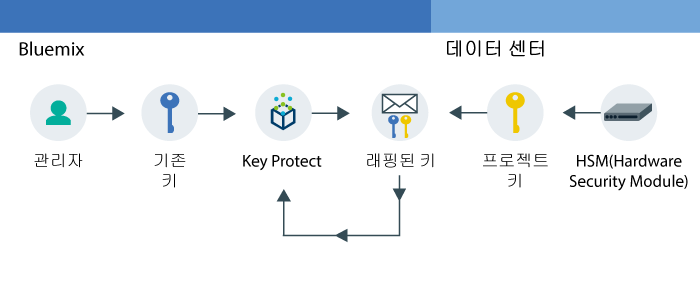 Bluemix
데이터 센터
관리자
기존
키
Key Protect
래핑된 키
프로젝트
키
HSM(Hardware
Security Module)